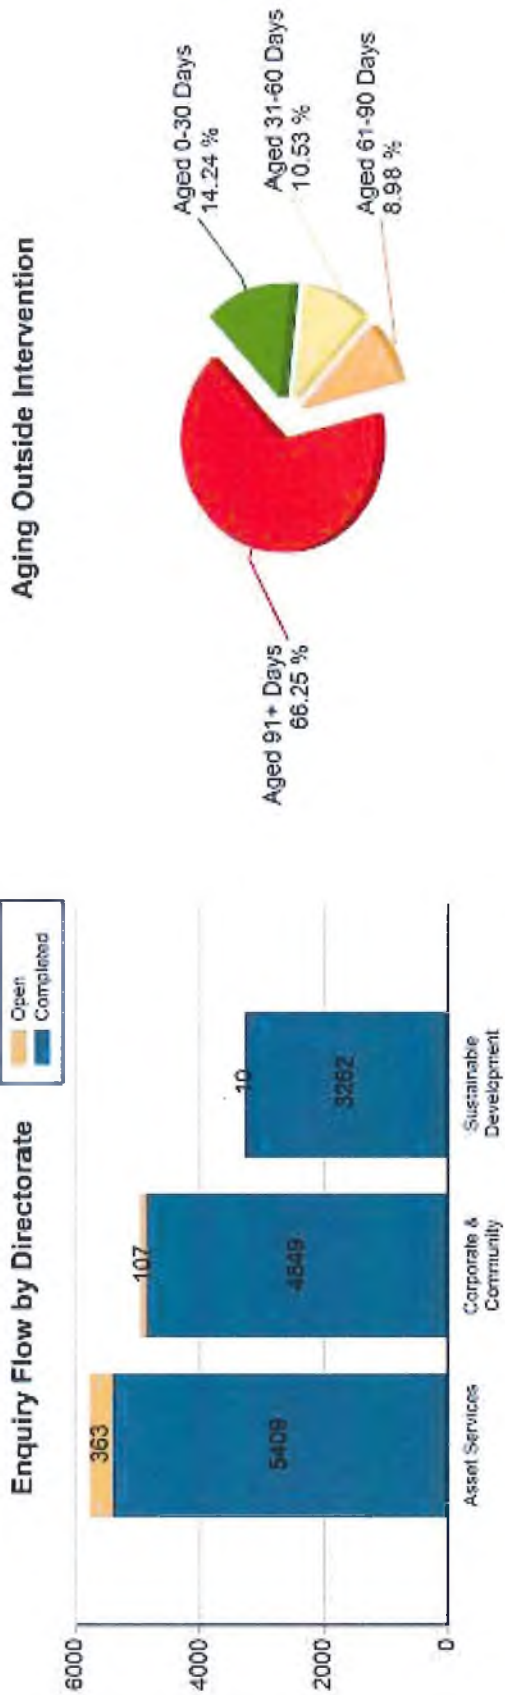 Enquiry Flow by Directorate
Open
Completed
6000
4000
2000
0
363
5409
107
4849
10
3262
Asset Services
Corporate &
Community
Sustainable
Development
Aging Outside Intervention
Aged 0-30 Days
14.24 %
Aged 31-60 Days
10.53 %
Aged 61-90 Days
8.98 %
Aged 91+ Days
66.25 %